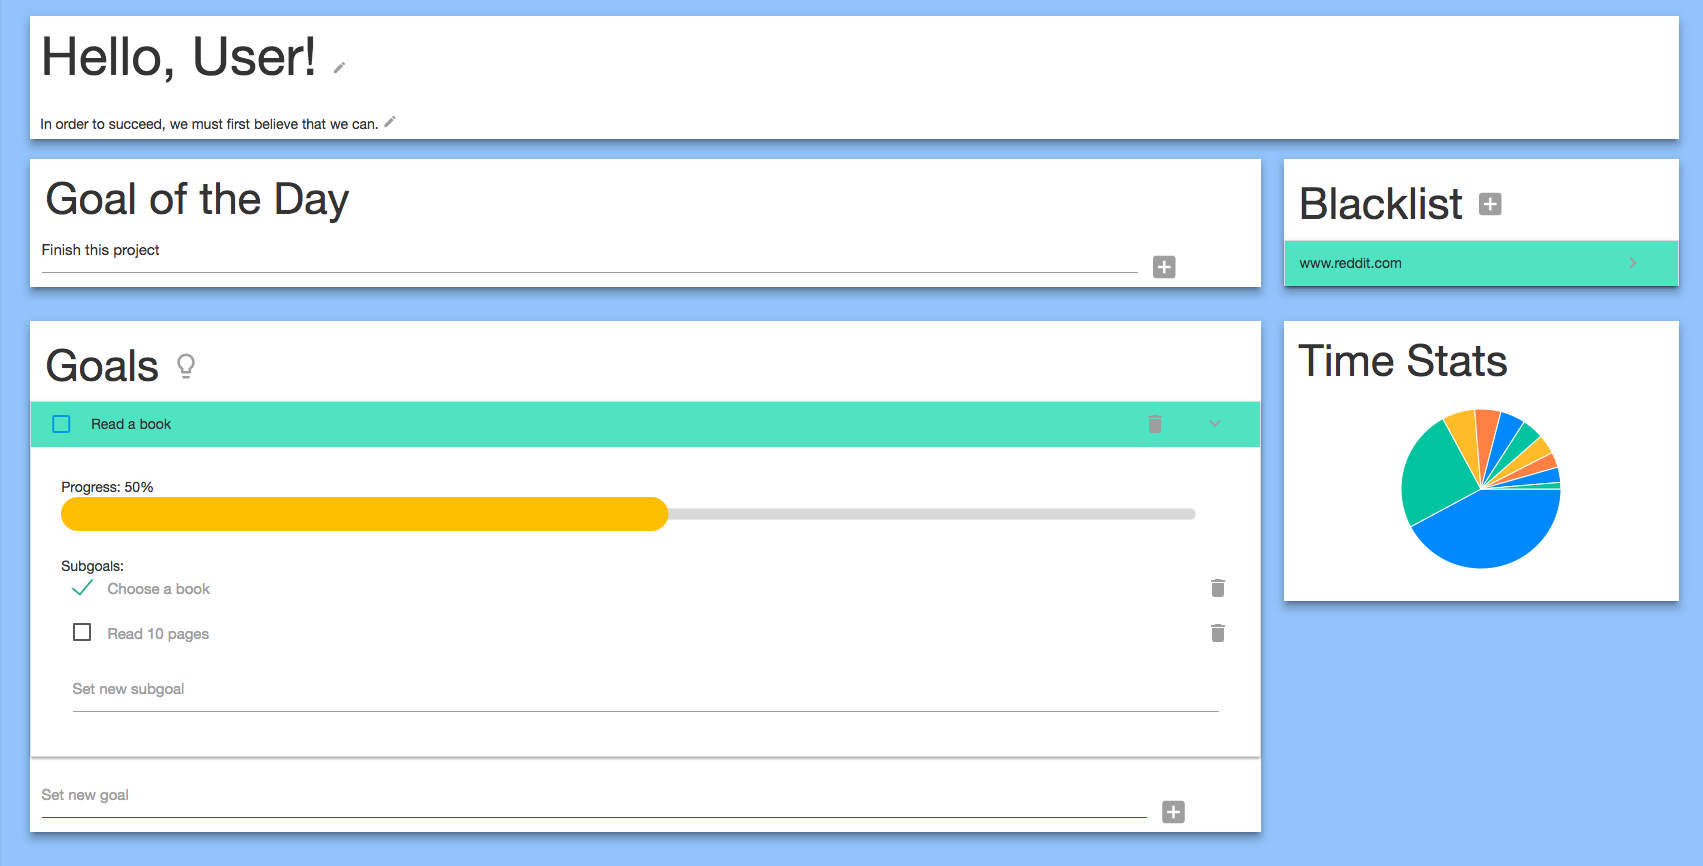 Hello, User!
In order to succeed, we must first believe that we can.
Goal of the Day
Finish this project
Blacklist
www.reddit.com
Goals
Read a book
Progress: 50%
Subgoals:
Choose a book
Read 10 pages
Set new subgoal
Set new goal
Time Stats